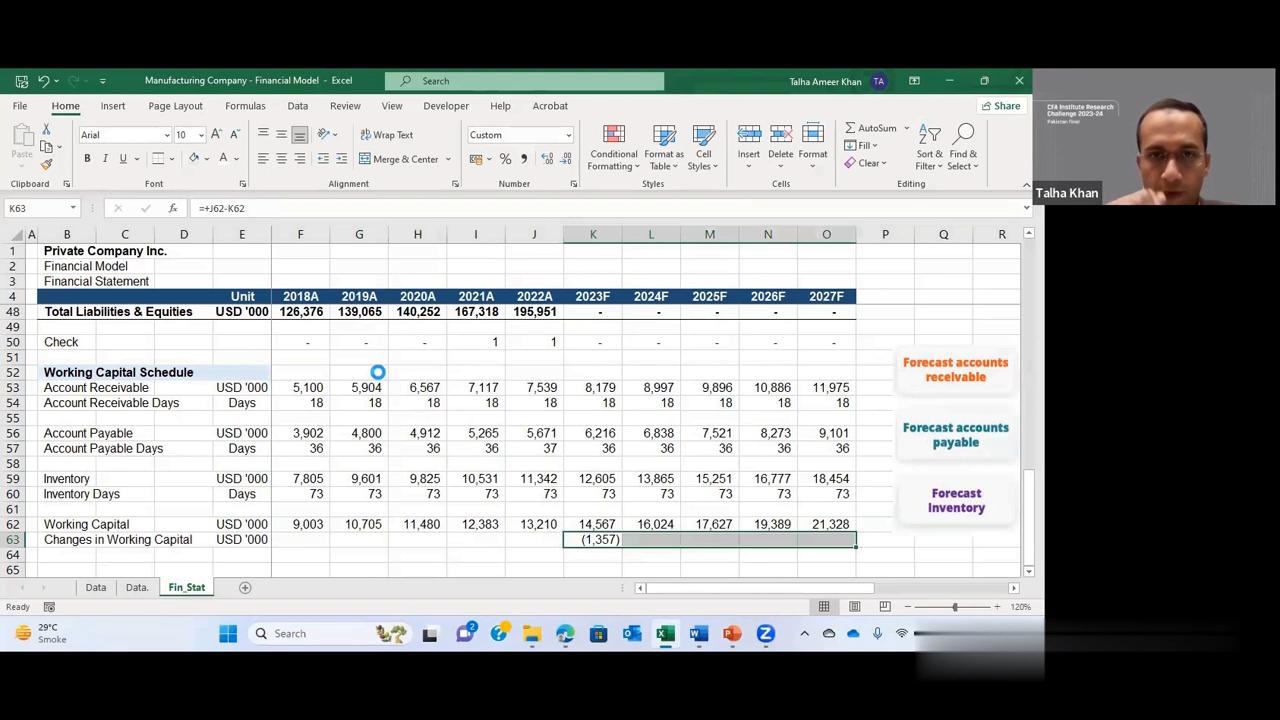 Manufacturing Company - Financial Model - Excel
Search
Talha Ameer Khan TA
File Home Insert Page Layout Formulas Data Review View Developer Help Acrobat Share
Paste
Arial 10
B I U
Wrap Text
Merge & Center
Custom
Conditional Formatting
Format as Table
Cell Styles
Insert
Delete
Format
AutoSum
Fill
Clear
Sort & Filter
Find & Select
Clipboard Font Alignment Number Styles Cells Editing
K63 fx =+J62-K62
A B C D E F G H I J K L M N O P Q R
1 Private Company Inc.
2 Financial Model
3 Financial Statement
4 Unit 2018A 2019A 2020A 2021A 2022A 2023F 2024F 2025F 2026F 2027F
48 Total Liabilities & Equities USD '000 126,376 139,065 140,252 167,318 195,951 - - - - -
49
50 Check - - - 1 1 - - - - -
51
52 Working Capital Schedule
53 Account Receivable USD '000 5,100 5,904 6,567 7,117 7,539 8,179 8,997 9,896 10,886 11,975
54 Account Receivable Days Days 18 18 18 18 18 18 18 18 18 18
55
56 Account Payable USD '000 3,902 4,800 4,912 5,265 5,671 6,216 6,838 7,521 8,273 9,101
57 Account Payable Days Days 36 36 36 36 37 36 36 36 36 36
58
59 Inventory USD '000 7,805 9,601 9,825 10,531 11,342 12,605 13,865 15,251 16,777 18,454
60 Inventory Days Days 73 73 73 73 73 73 73 73 73 73
61
62 Working Capital USD '000 9,003 10,705 11,480 12,383 13,210 14,567 16,024 17,627 19,389 21,328
63 Changes in Working Capital USD '000 (1,357)
64
65
Forecast accounts
receivable
Forecast accounts
payable
Forecast
Inventory
Data Data. Fin_Stat
Ready
120%
29°C
Smoke
Search
2
CFA Institute Research
Challenge 2023-24
Pakistan final
Talha Khan